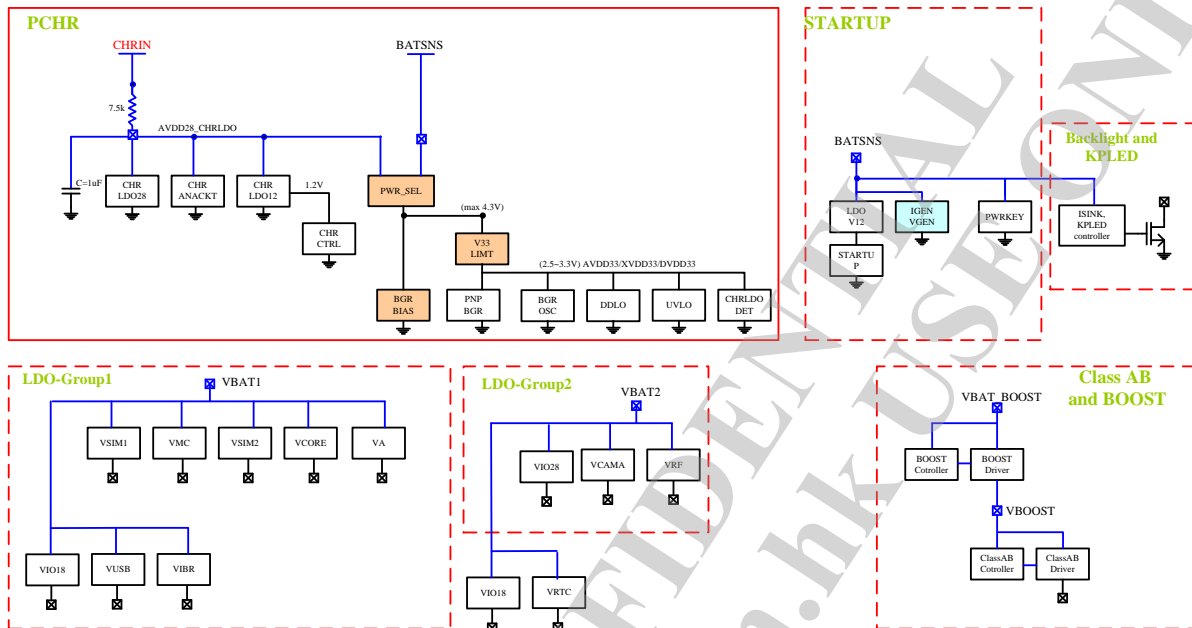 PCHR
STARTUP
CHRIN
BATSNS
7.5k
AVDD28_CHRLDO
C=1uF
CHR
LDO28
CHR
ANACKT
CHR
LDO12
1.2V
CHR
CTRL
PWR_SEL
(max 4.3V)
V33
LIMT
(2.5~3.3V) AVDD33/XVDD33/DVDD33
BGR
BIAS
PNP
BGR
BGR
OSC
DDLO
UVLO
CHRLDO
DET
BATSNS
LDO
V12
IGEN
VGEN
PWRKEY
STARTU
P
Backlight and
KPLED
ISINK,
KPLED
controller
LDO-Group1
VBAT1
VSIM1
VMC
VSIM2
VCORE
VA
VIO18
VUSB
VIBR
LDO-Group2
VBAT2
VIO28
VCAMA
VRF
VIO18
VRTC
Class AB
and BOOST
VBAT_BOOST
BOOST
Cotroller
BOOST
Driver
VBOOST
ClassAB
Cotroller
ClassAB
Driver
FIDENTIAL
.hk USE ONL